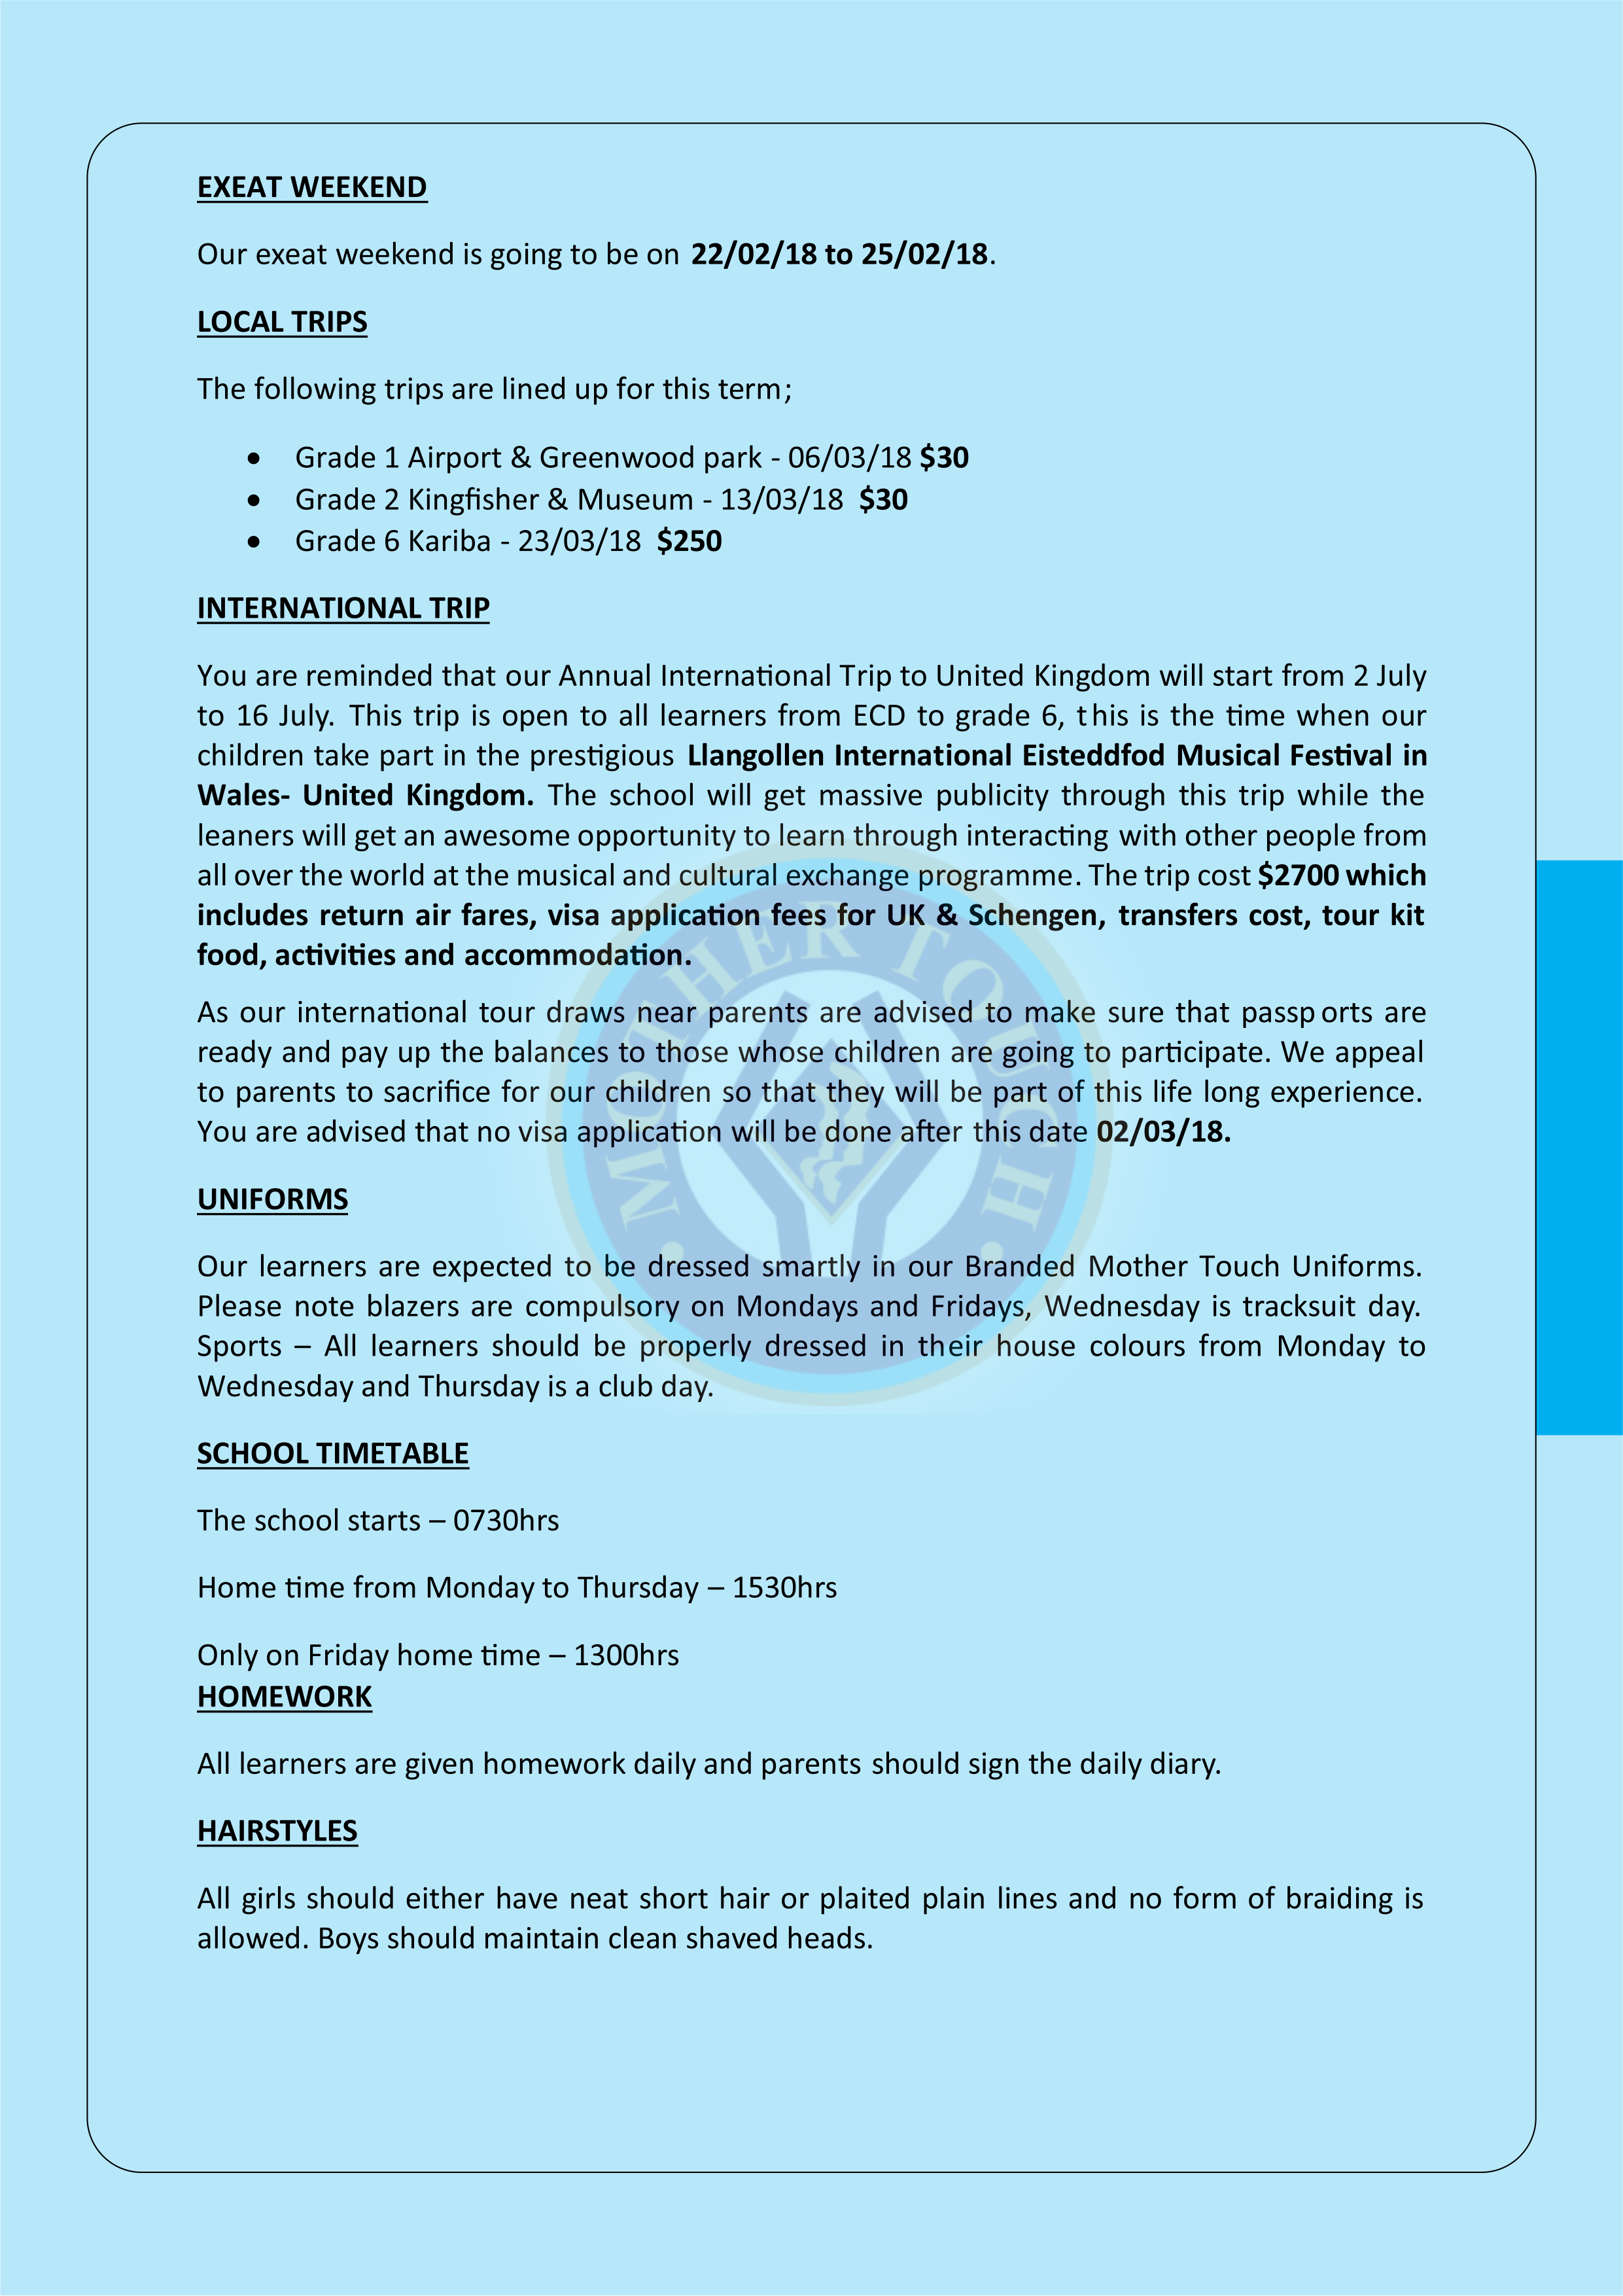 EXEAT WEEKEND
Our exeat weekend is going to be on 22/02/18 to 25/02/18.
LOCAL TRIPS
The following trips are lined up for this term;
• Grade 1 Airport & Greenwood park - 06/03/18 $30
• Grade 2 Kingfisher & Museum - 13/03/18 $30
• Grade 6 Kariba - 23/03/18 $250
INTERNATIONAL TRIP
You are reminded that our Annual International Trip to United Kingdom will start from 2 July
to 16 July. This trip is open to all learners from ECD to grade 6, this is the time when our
children take part in the prestigious Llangollen International Eisteddfod Musical Festival in
Wales- United Kingdom. The school will get massive publicity through this trip while the
leaners will get an awesome opportunity to learn through interacting with other people from
all over the world at the musical and cultural exchange programme. The trip cost $2700 which
includes return air fares, visa application fees for UK & Schengen, transfers cost, tour kit
food, activities and accommodation.
As our international tour draws near parents are advised to make sure that passports are
ready and pay up the balances to those whose children are going to participate. We appeal
to parents to sacrifice for our children so that they will be part of this life long experience.
You are advised that no visa application will be done after this date 02/03/18.
UNIFORMS
Our learners are expected to be dressed smartly in our Branded Mother Touch Uniforms.
Please note blazers are compulsory on Mondays and Fridays, Wednesday is tracksuit day.
Sports – All learners should be properly dressed in their house colours from Monday to
Wednesday and Thursday is a club day.
SCHOOL TIMETABLE
The school starts – 0730hrs
Home time from Monday to Thursday – 1530hrs
Only on Friday home time – 1300hrs
HOMEWORK
All learners are given homework daily and parents should sign the daily diary.
HAIRSTYLES
All girls should either have neat short hair or plaited plain lines and no form of braiding is
allowed. Boys should maintain clean shaved heads.
MOTHER TOUCH